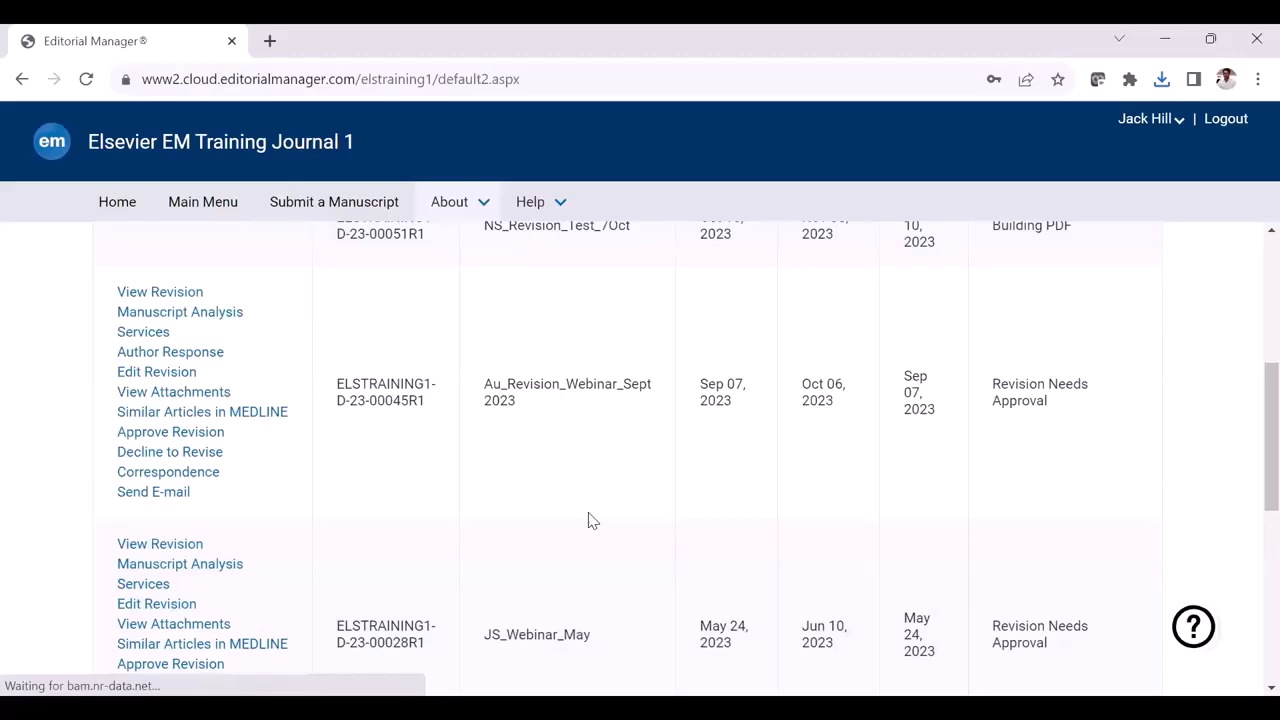 Editorial Manager®
www2.cloud.editorialmanager.com/elstraining1/default2.aspx
Jack Hill | Logout
em Elsevier EM Training Journal 1
Home Main Menu Submit a Manuscript About Help
D-23-00051R1
NS_Revision_Test_7Oct
2023
2023
10,
2023
Building PDF
View Revision
Manuscript Analysis
Services
Author Response
Edit Revision
View Attachments
Similar Articles in MEDLINE
Approve Revision
Decline to Revise
Correspondence
Send E-mail
ELSTRAINING1-
D-23-00045R1
Au_Revision_Webinar_Sept
2023
Sep 07,
2023
Oct 06,
2023
Sep
07,
2023
Revision Needs
Approval
View Revision
Manuscript Analysis
Services
Edit Revision
View Attachments
Similar Articles in MEDLINE
Approve Revision
ELSTRAINING1-
D-23-00028R1
JS_Webinar_May
May 24,
2023
Jun 10,
2023
May
24,
2023
Revision Needs
Approval
?
Waiting for bam.nr-data.net...